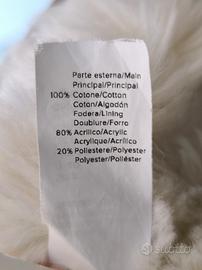 Parte esterna/Main
Principal/Principal
100% Cotone/Cotton
Coton/Algodón
Fodera/Lining
Doublure/Forro
80% Acrilico/Acrylic
Acrylique/Acrílico
20% Poliestere/Polyester
Polyester/Poliéster
subito